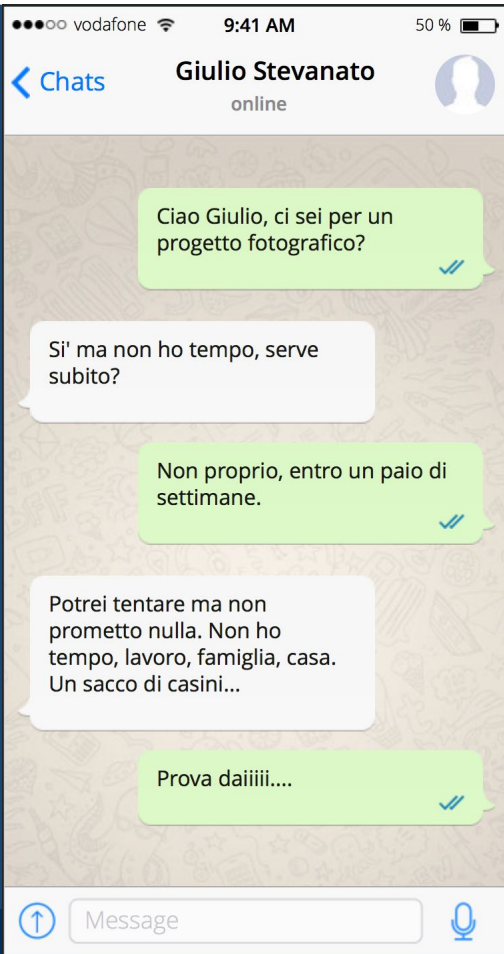 vodafone 9:41 AM 50 %
Chats Giulio Stevanato
online
Ciao Giulio, ci sei per un
progetto fotografico?
Si' ma non ho tempo, serve
subito?
Non proprio, entro un paio di
settimane.
Potrei tentare ma non
prometto nulla. Non ho
tempo, lavoro, famiglia, casa.
Un sacco di casini...
Prova daiiiii....
Message